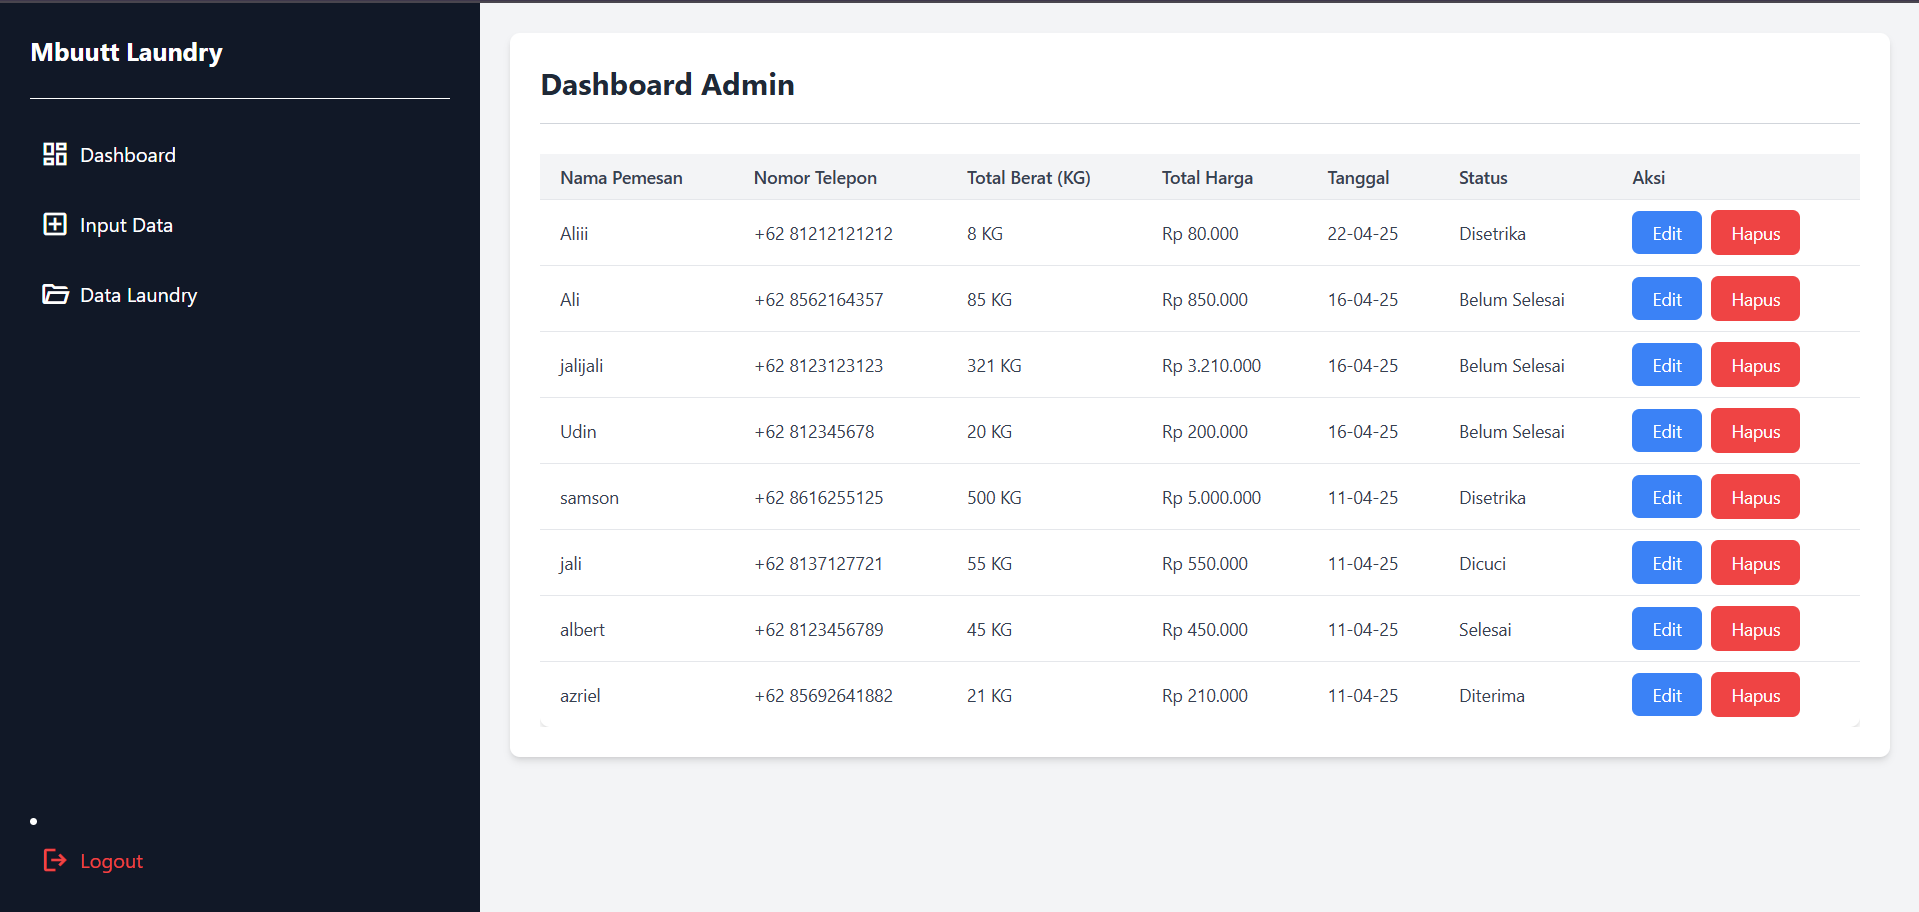 Mbuutt Laundry
Dashboard
Input Data
Data Laundry
Logout
Dashboard Admin
Nama Pemesan Nomor Telepon Total Berat (KG) Total Harga Tanggal Status Aksi
Aliii +62 81212121212 8 KG Rp 80.000 22-04-25 Disetrika Edit Hapus
Ali +62 8562164357 85 KG Rp 850.000 16-04-25 Belum Selesai Edit Hapus
jalijali +62 8123123123 321 KG Rp 3.210.000 16-04-25 Belum Selesai Edit Hapus
Udin +62 812345678 20 KG Rp 200.000 16-04-25 Belum Selesai Edit Hapus
samson +62 8616255125 500 KG Rp 5.000.000 11-04-25 Disetrika Edit Hapus
jali +62 8137127721 55 KG Rp 550.000 11-04-25 Dicuci Edit Hapus
albert +62 8123456789 45 KG Rp 450.000 11-04-25 Selesai Edit Hapus
azriel +62 85692641882 21 KG Rp 210.000 11-04-25 Diterima Edit Hapus